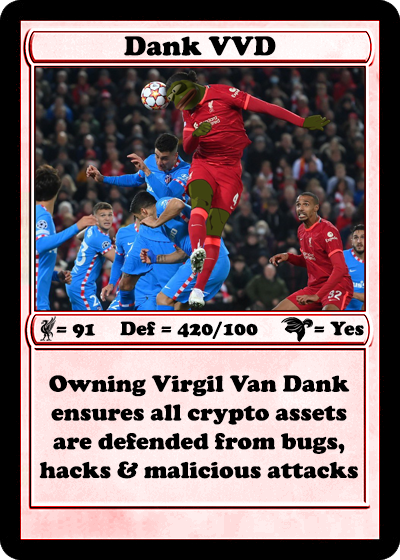 Dank VVD
= 91 Def = 420/100 = Yes
Owning Virgil Van Dank
ensures all crypto assets
are defended from bugs,
hacks & malicious attacks
32